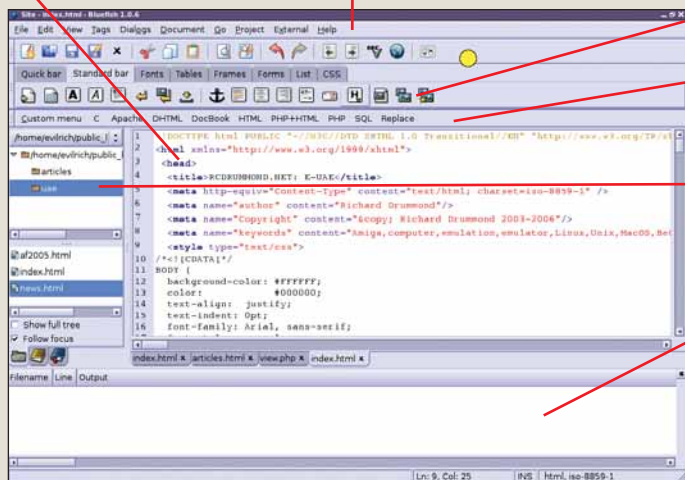 Site - index.html - Bluefish 1.0.6
File Edit View Tags Dialogs Document Go Project External Help
Quick bar Standard bar Fonts Tables Frames Forms List CSS
Custom menu C Apache DHTML DocBook HTML PHP+HTML PHP SQL Replace
/home/evilrich/public_l
/home/evilrich/public_l
articles
uae
af2005.html
index.html
news.html
Show full tree
Follow focus
1 <!DOCTYPE html PUBLIC "-//W3C//DTD XHTML 1.0 Transitional//EN" "http://www.w3.org/TR/x
2 <html xmlns="http://www.w3.org/1999/xhtml">
3 <head>
4 <title>RCDRUMMOND.NET: E-UAE</title>
5 <meta http-equiv="Content-Type" content="text/html; charset=iso-8859-1" />
6 <meta name="author" content="Richard Drummond"/>
7 <meta name="Copyright" content="&copy; Richard Drummond 2003-2006"/>
8 <meta name="keywords" content="Amiga,computer,emulation,emulator,Linux,Unix,MacOS,BeO
9 <style type="text/css">
10 /*<![CDATA[*/
11 BODY {
12 background-color: #FFFFFF;
13 color: #000000;
14 text-align: justify;
15 text-indent: 0pt;
16 font-family: Arial, sans-serif;
index.html articles.html view.php index.html
Filename Line Output
Ln: 9, Col: 25 INS html, iso-8859-1